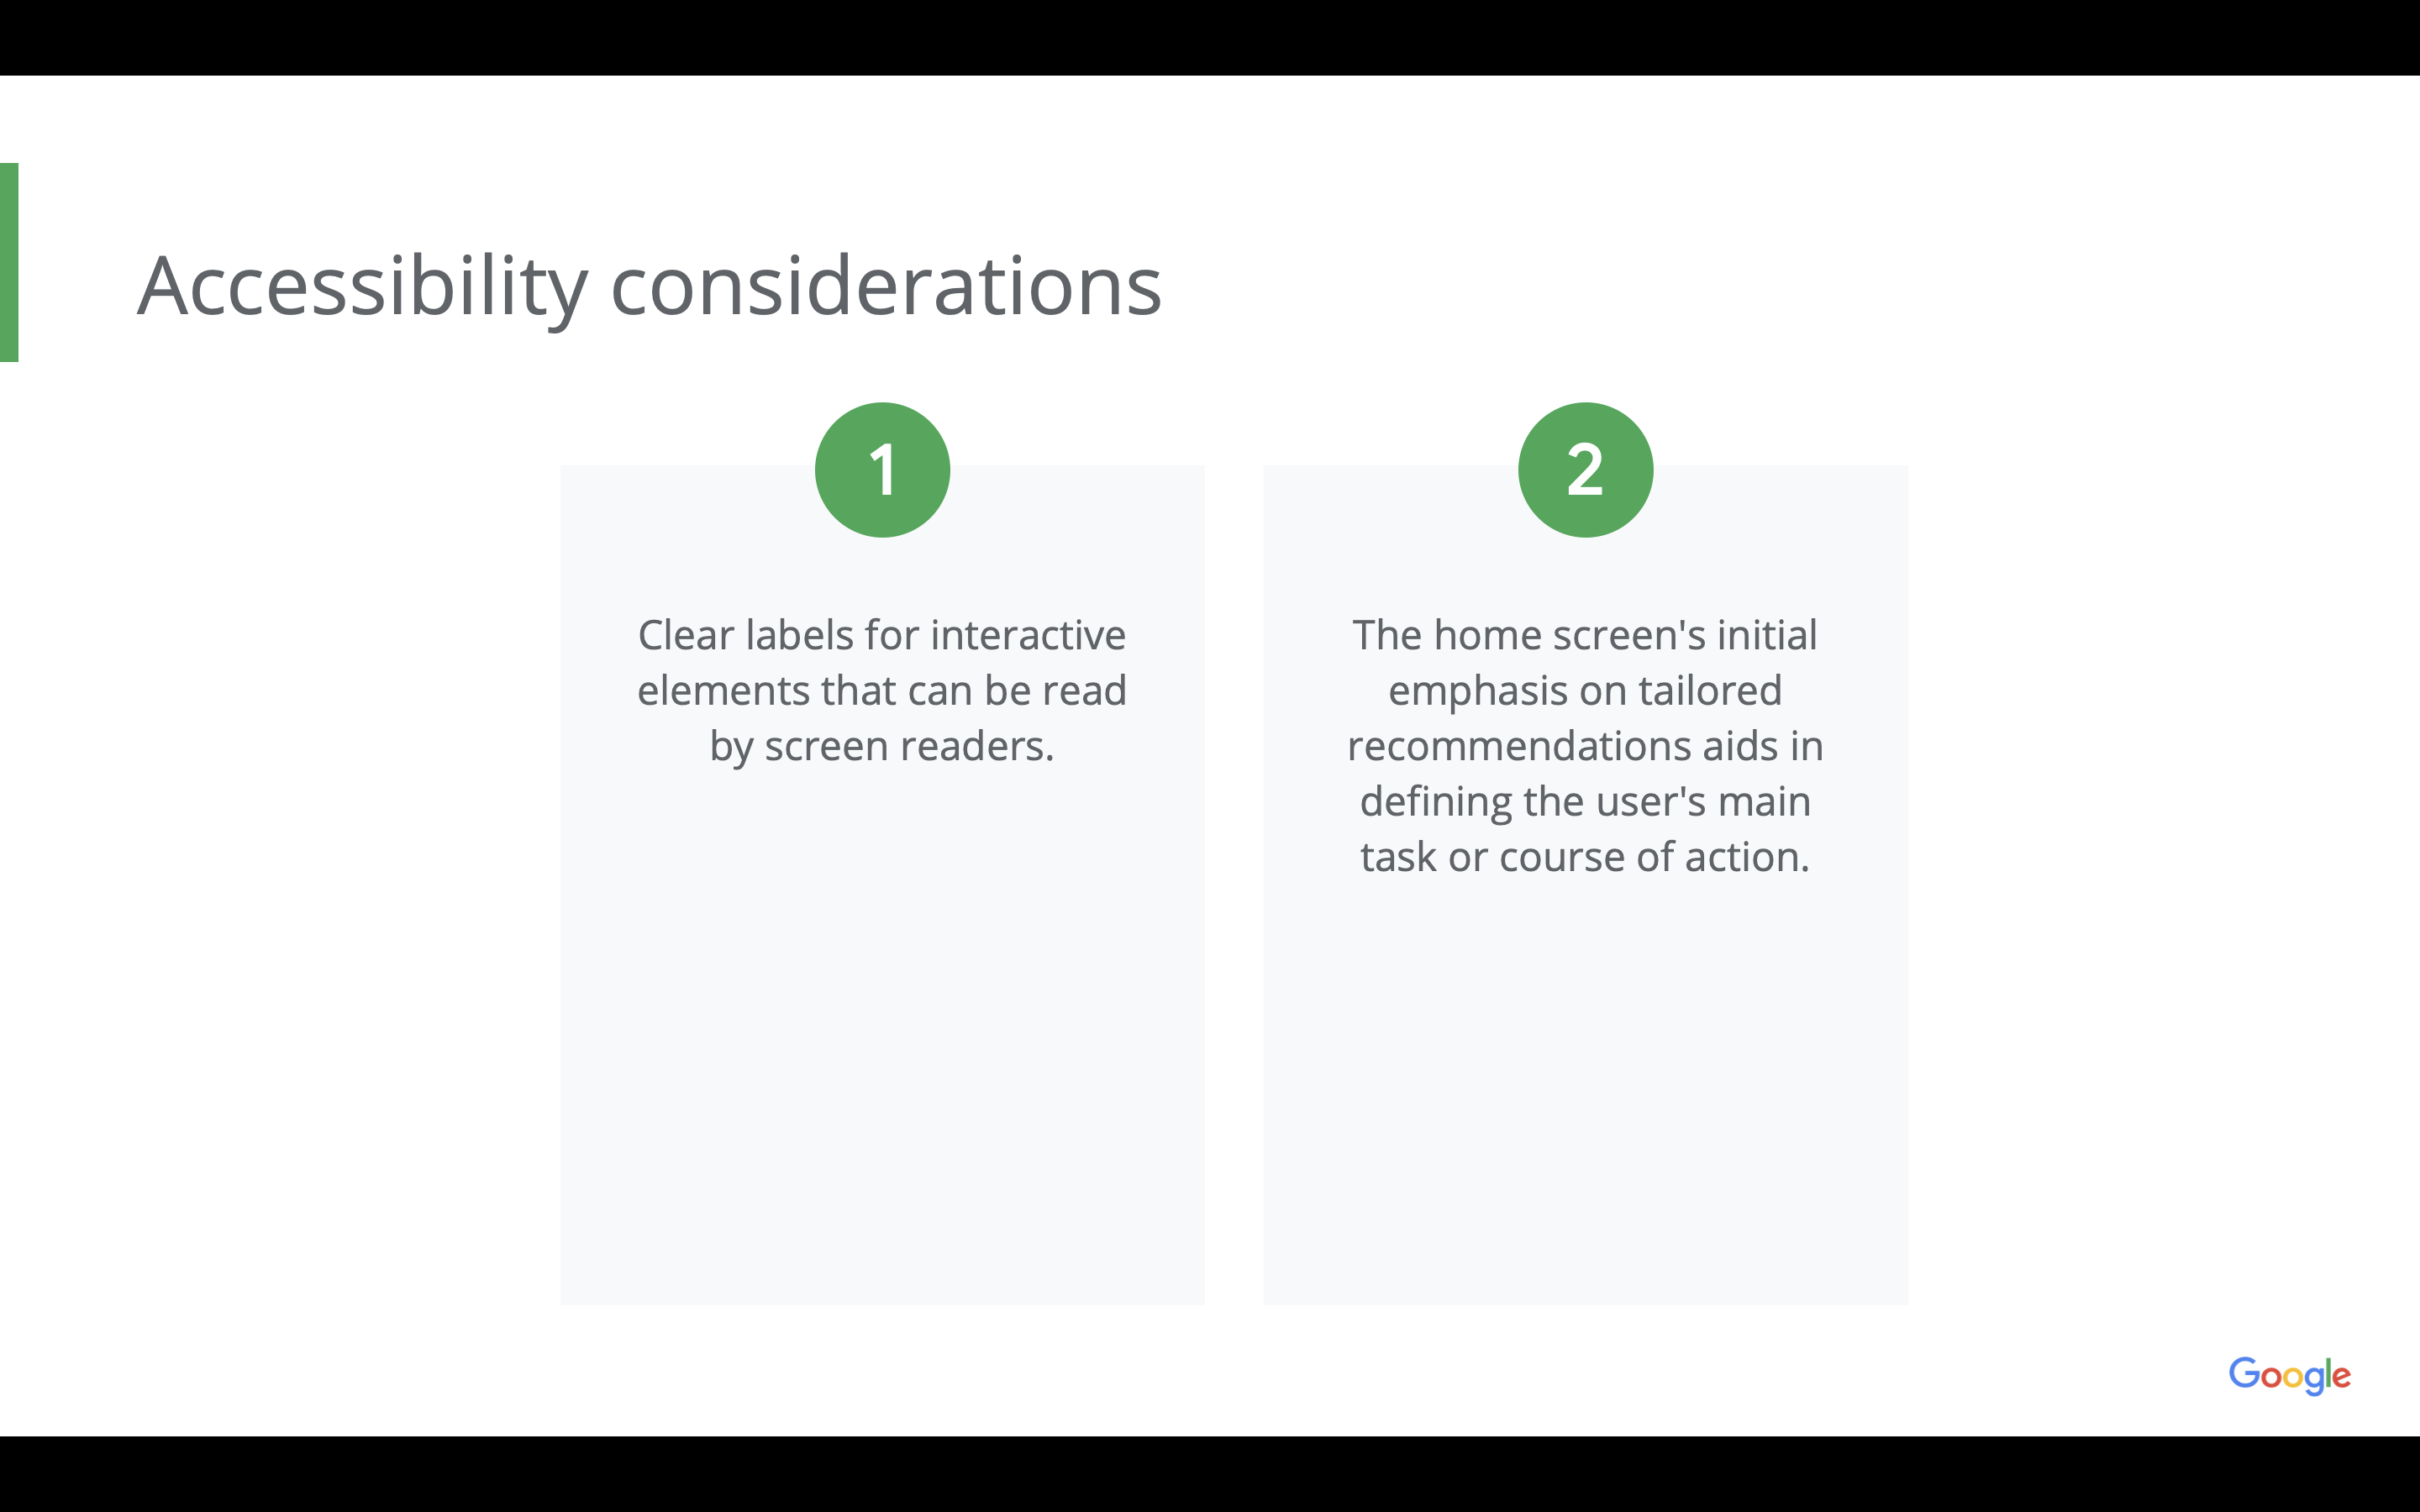 Accessibility considerations
1
Clear labels for interactive
elements that can be read
by screen readers.
2
The home screen's initial
emphasis on tailored
recommendations aids in
defining the user's main
task or course of action.
Google